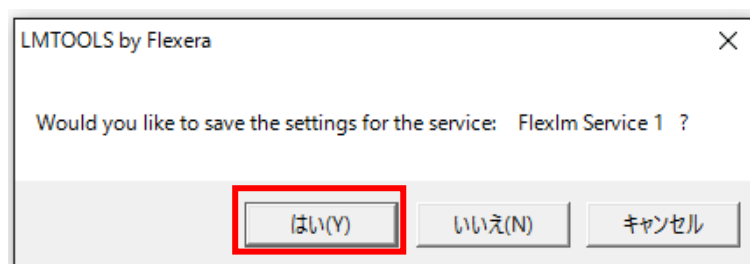 LMTOOLS by Flexera
Would you like to save the settings for the service: Flexlm Service 1 ?
はい(Y) いいえ(N) キャンセル